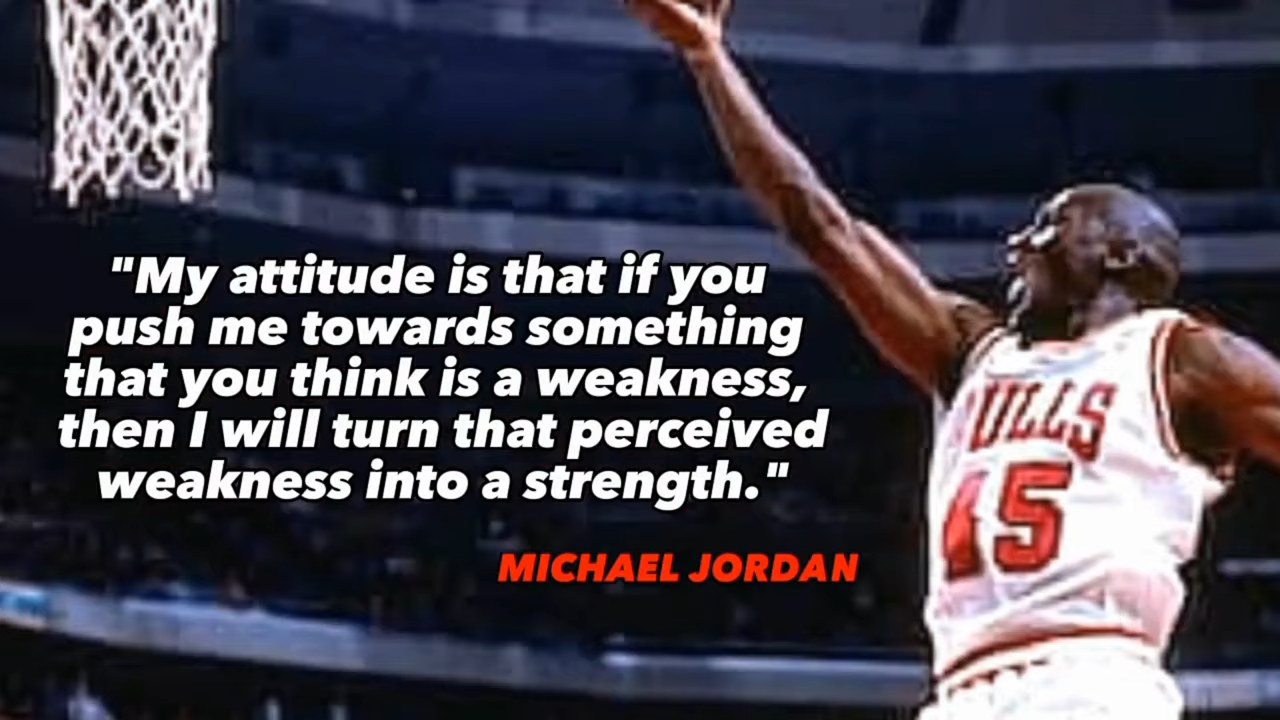 "My attitude is that if you
push me towards something
that you think is a weakness,
then I will turn that perceived
weakness into a strength."
MICHAEL JORDAN
BULLS
45